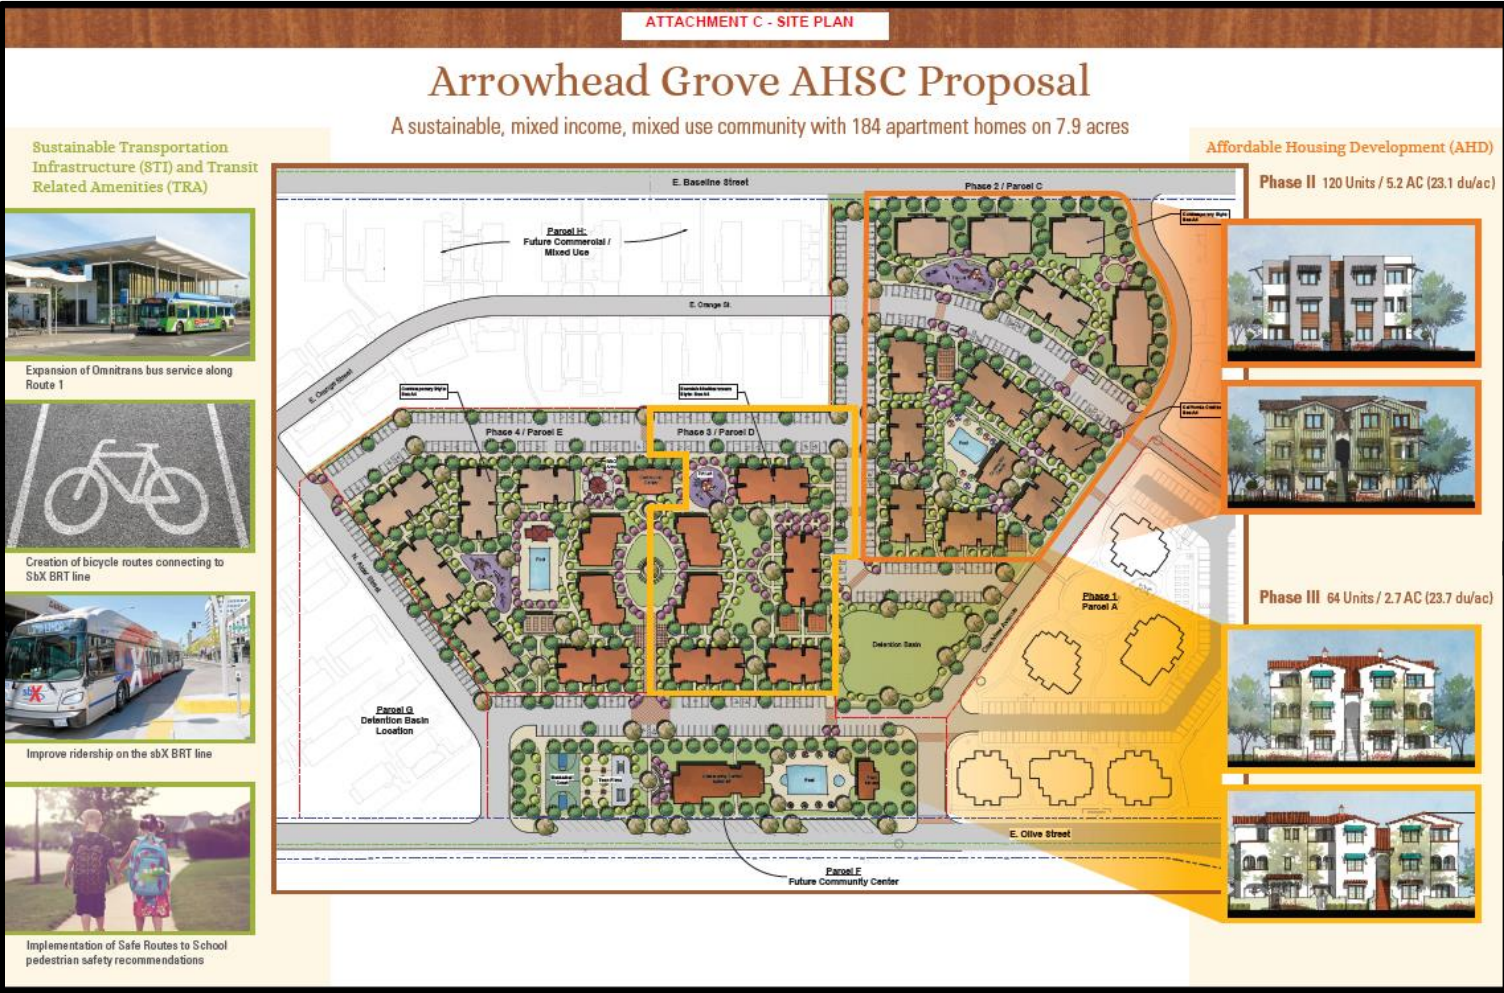 ATTACHMENT C - SITE PLAN
Arrowhead Grove AHSC Proposal
A sustainable, mixed income, mixed use community with 184 apartment homes on 7.9 acres
Sustainable Transportation
Infrastructure (STI) and Transit
Related Amenities (TRA)
Expansion of Omnitrans bus service along
Route 1
Creation of bicycle routes connecting to
SbX BRT line
sbX
Improve ridership on the sbX BRT line
Implementation of Safe Routes to School
pedestrian safety recommendations
E. Baseline Street
Phase 2 / Parcel C
Parcel H:
Future Commercial /
Mixed Use
E. Orange St.
E. Orange Street
Phase 4 / Parcel E
Phase 3 / Parcel D
Pool
Pool
N. Alder Street
Detention Basin
Phase 1
Parcel A
Parcel G
Detention Basin
Location
Pool
E. Olive Street
Parcel F
Future Community Center
Affordable Housing Development (AHD)
Phase II 120 Units / 5.2 AC (23.1 du/ac)
Phase III 64 Units / 2.7 AC (23.7 du/ac)